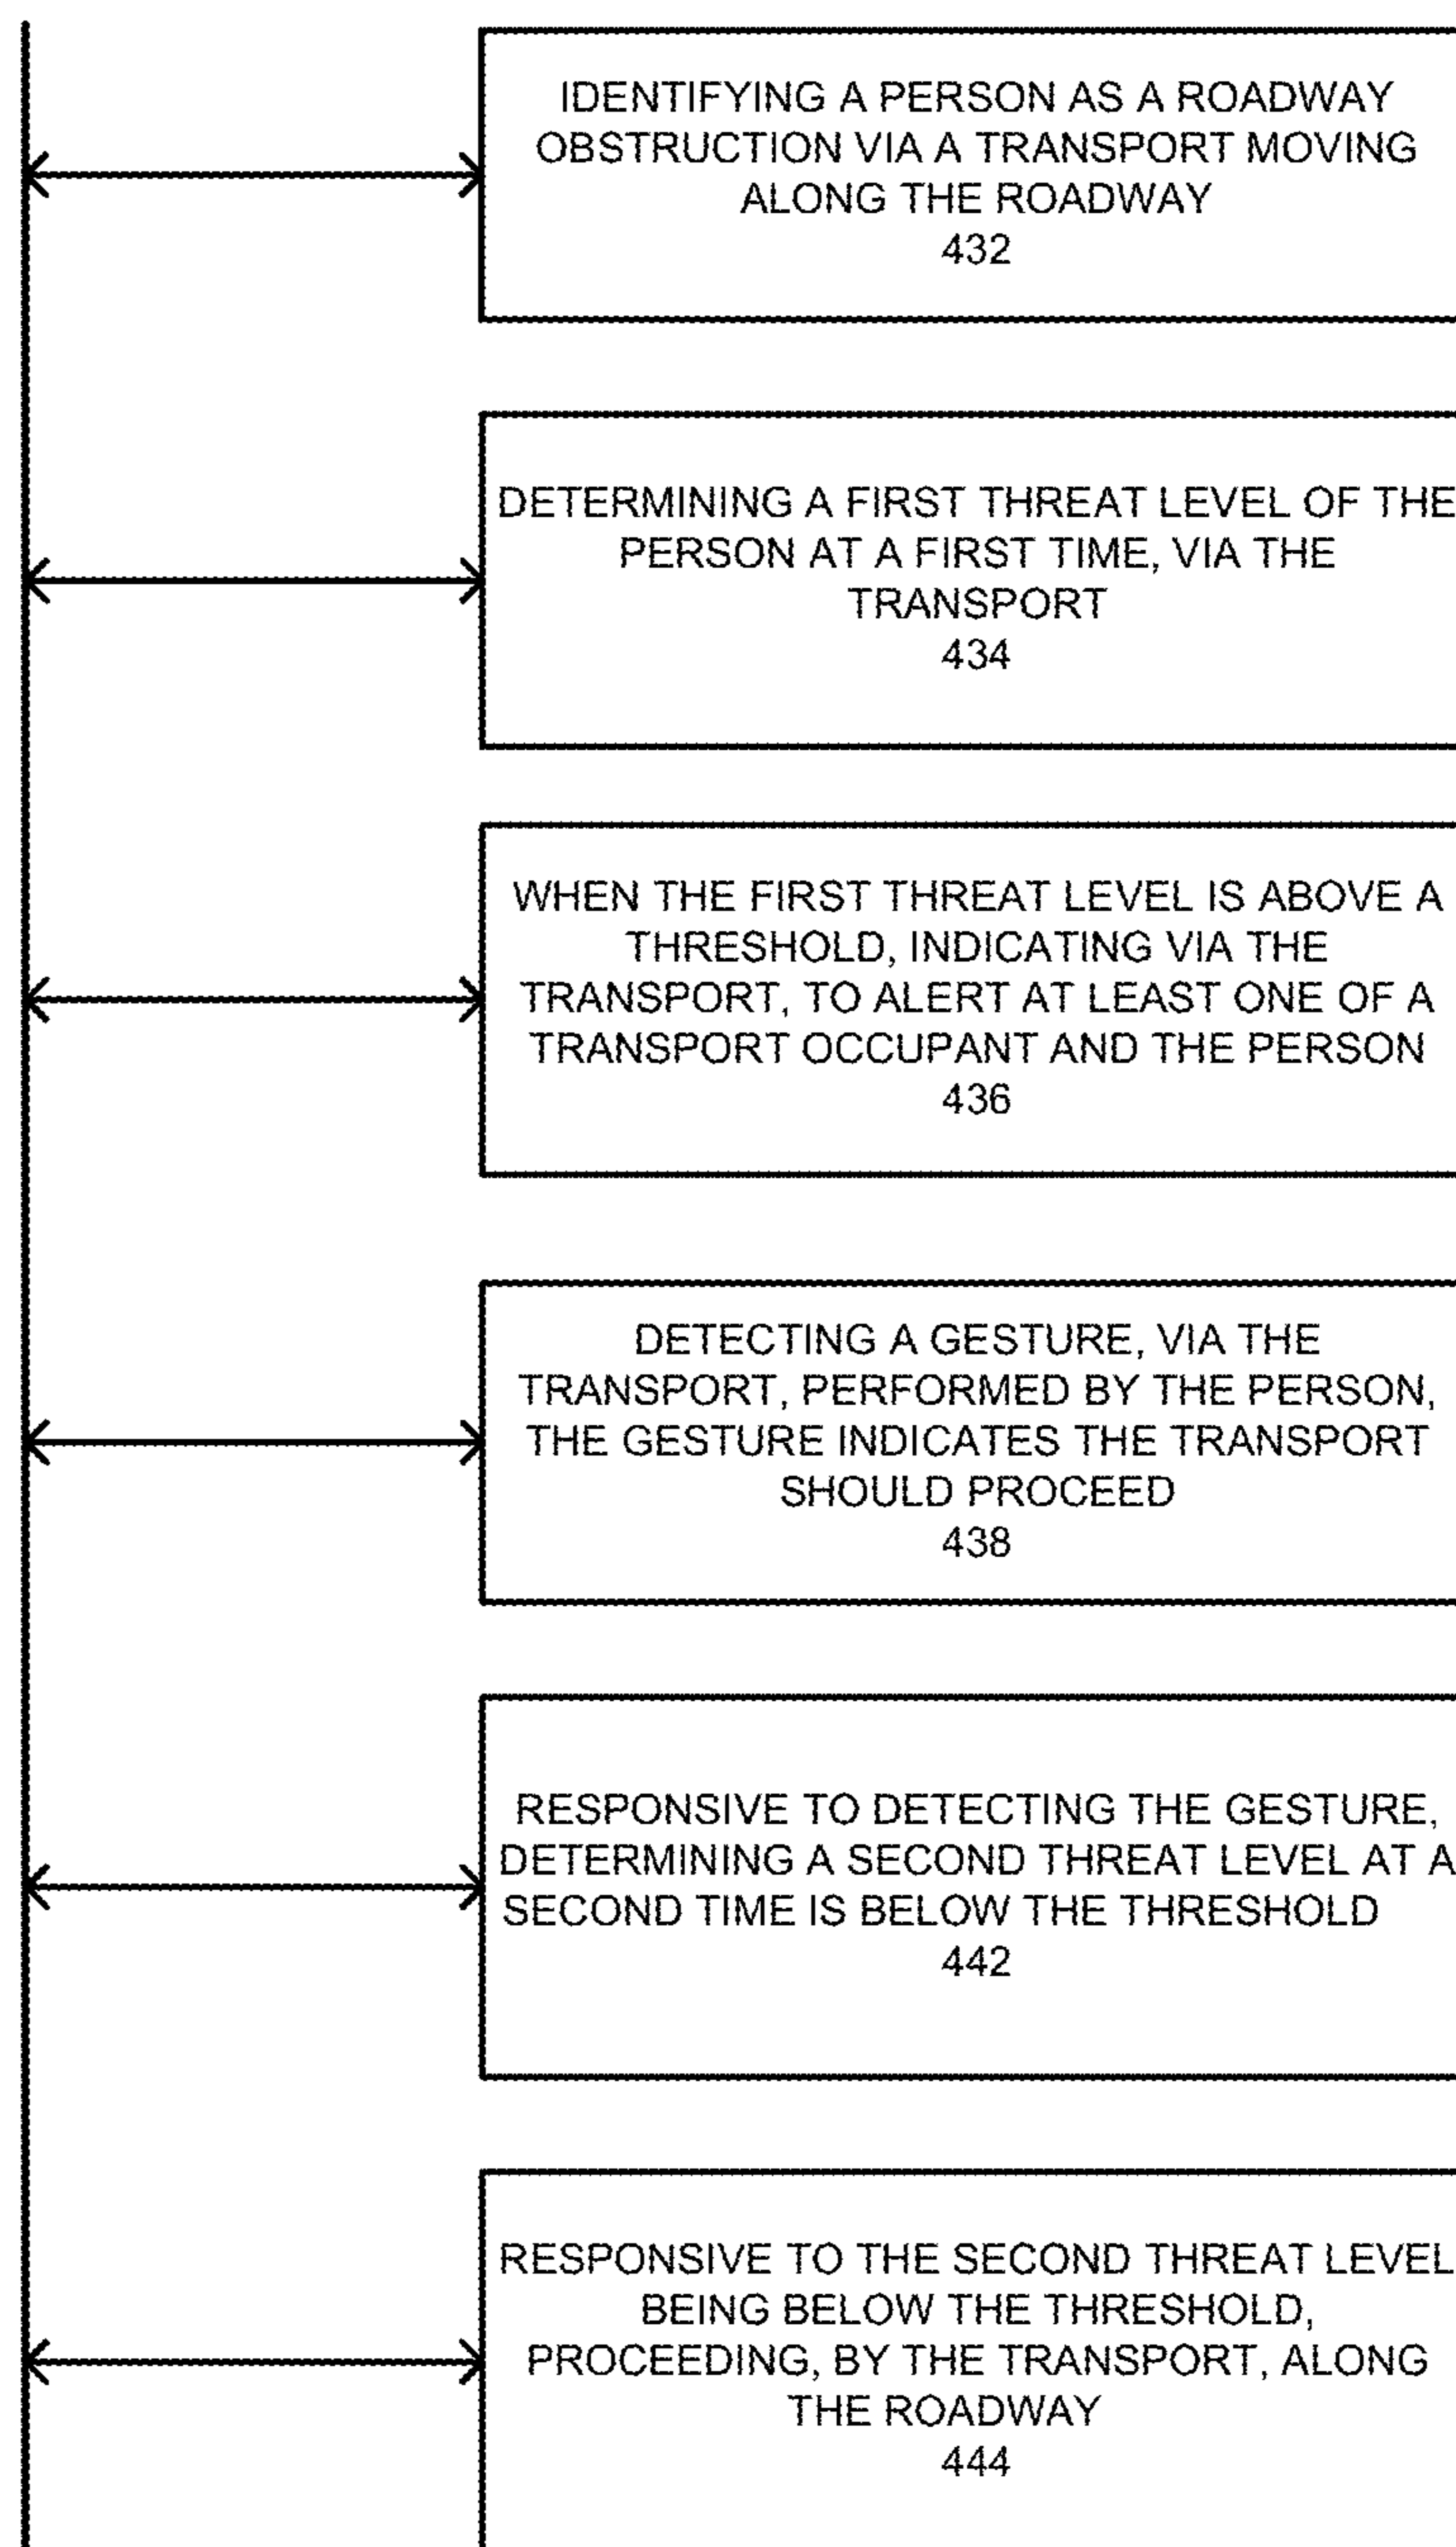 IDENTIFYING A PERSON AS A ROADWAY
OBSTRUCTION VIA A TRANSPORT MOVING
ALONG THE ROADWAY
432
DETERMINING A FIRST THREAT LEVEL OF THE
PERSON AT A FIRST TIME, VIA THE
TRANSPORT
434
WHEN THE FIRST THREAT LEVEL IS ABOVE A
THRESHOLD, INDICATING VIA THE
TRANSPORT, TO ALERT AT LEAST ONE OF A
TRANSPORT OCCUPANT AND THE PERSON
436
DETECTING A GESTURE, VIA THE
TRANSPORT, PERFORMED BY THE PERSON,
THE GESTURE INDICATES THE TRANSPORT
SHOULD PROCEED
438
RESPONSIVE TO DETECTING THE GESTURE,
DETERMINING A SECOND THREAT LEVEL AT A
SECOND TIME IS BELOW THE THRESHOLD
442
RESPONSIVE TO THE SECOND THREAT LEVEL
BEING BELOW THE THRESHOLD,
PROCEEDING, BY THE TRANSPORT, ALONG
THE ROADWAY
444